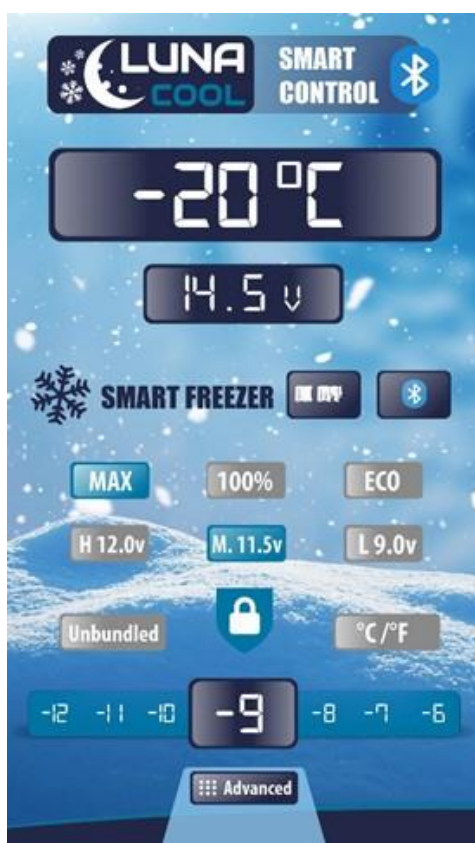 LUNA
COOL
SMART
CONTROL
-20 °C
14.5 v
SMART FREEZER
MAX 100% ECO
H 12.0v M. 11.5v L 9.0v
Unbundled °C /°F
-12 -11 -10 -9 -8 -7 -6
Advanced